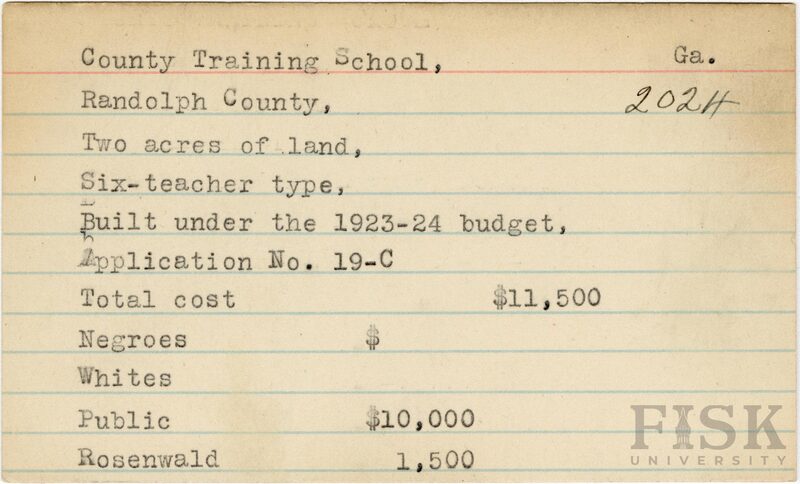 County Training School, Ga.
Randolph County, 2024
Two acres of land,
Six-teacher type,
Built under the 1923-24 budget,
Application No. 19-C
Total cost $11,500
Negroes $
Whites
Public $10,000
Rosenwald 1,500
FISK
UNIVERSITY